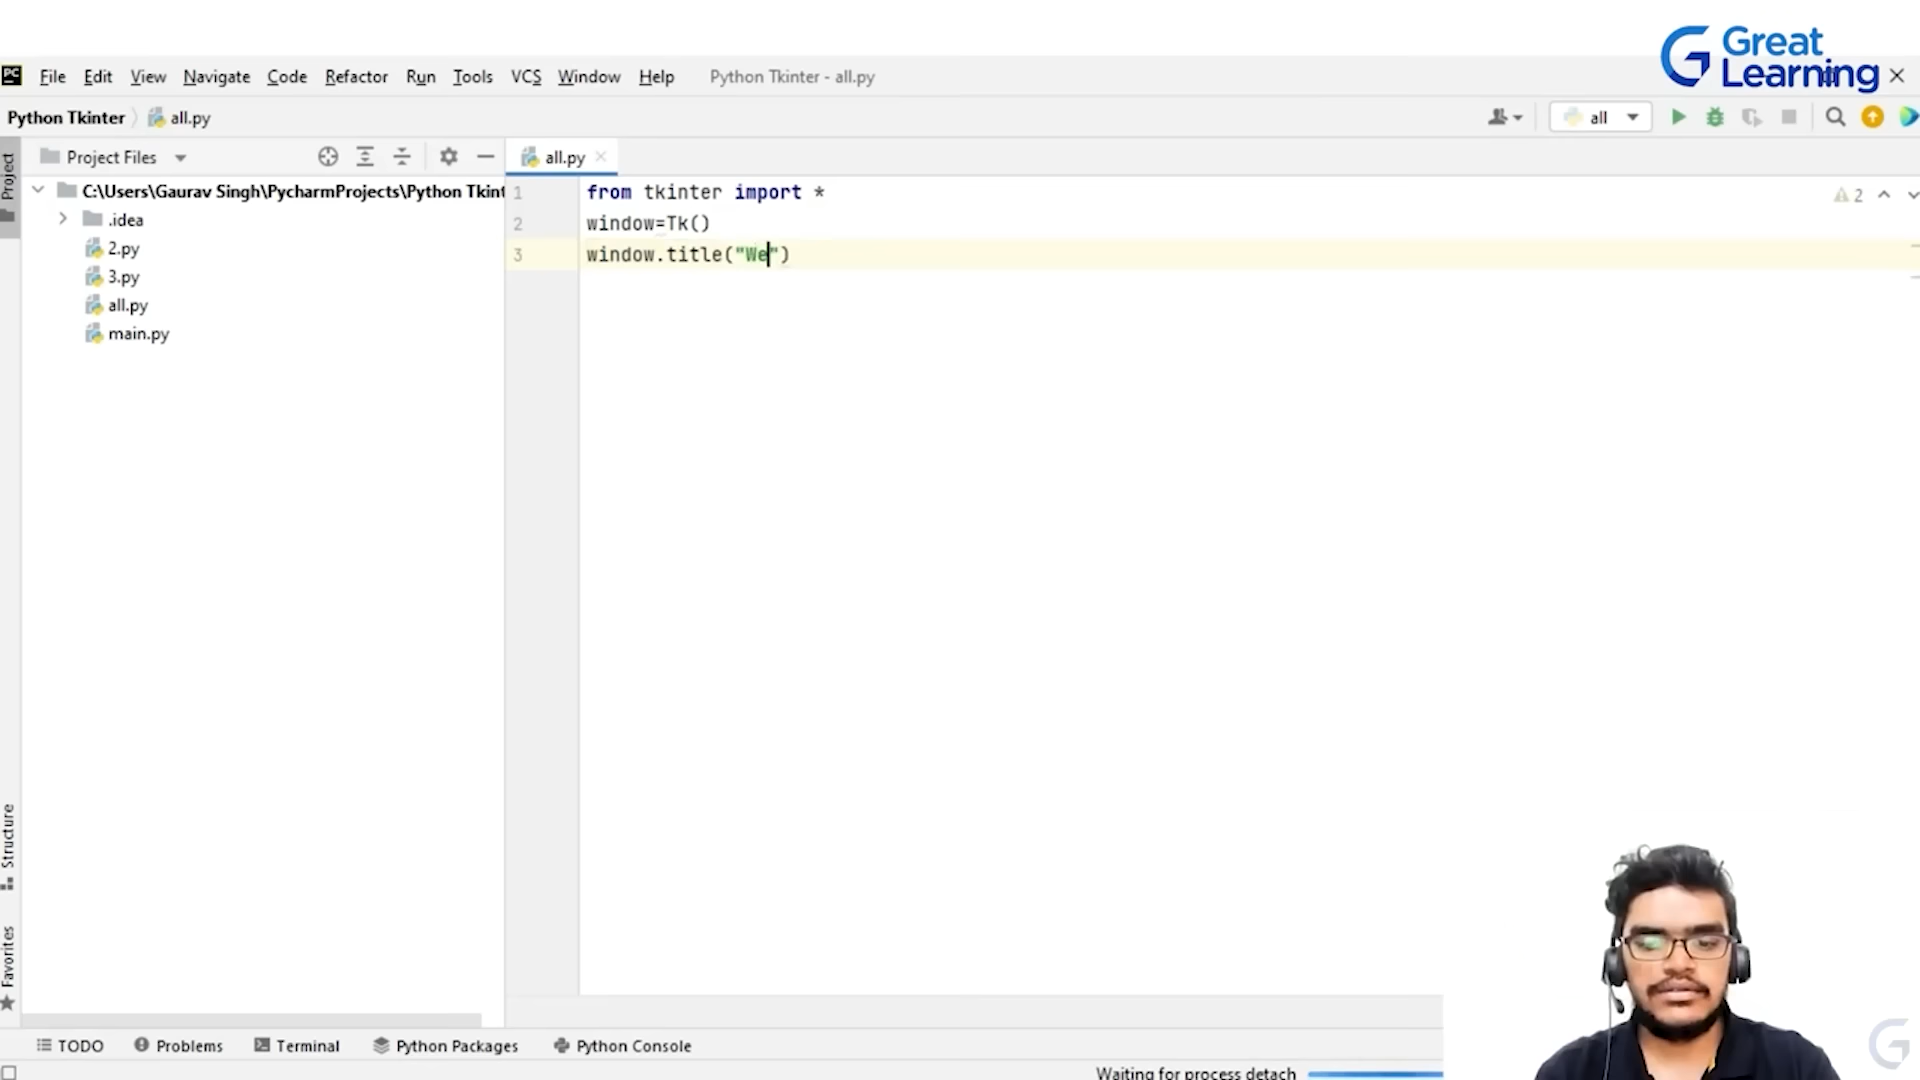 Great
Learning
PC File Edit View Navigate Code Refactor Run Tools VCS Window Help Python Tkinter - all.py
Python Tkinter all.py all
Project Files all.py
Project
C:\Users\Gaurav Singh\PycharmProjects\Python Tkint
.idea
2.py
3.py
all.py
main.py
1 from tkinter import *
2 window=Tk()
3 window.title("We")
2
Structure
Favorites
TODO Problems Terminal Python Packages Python Console
Waiting for process detach